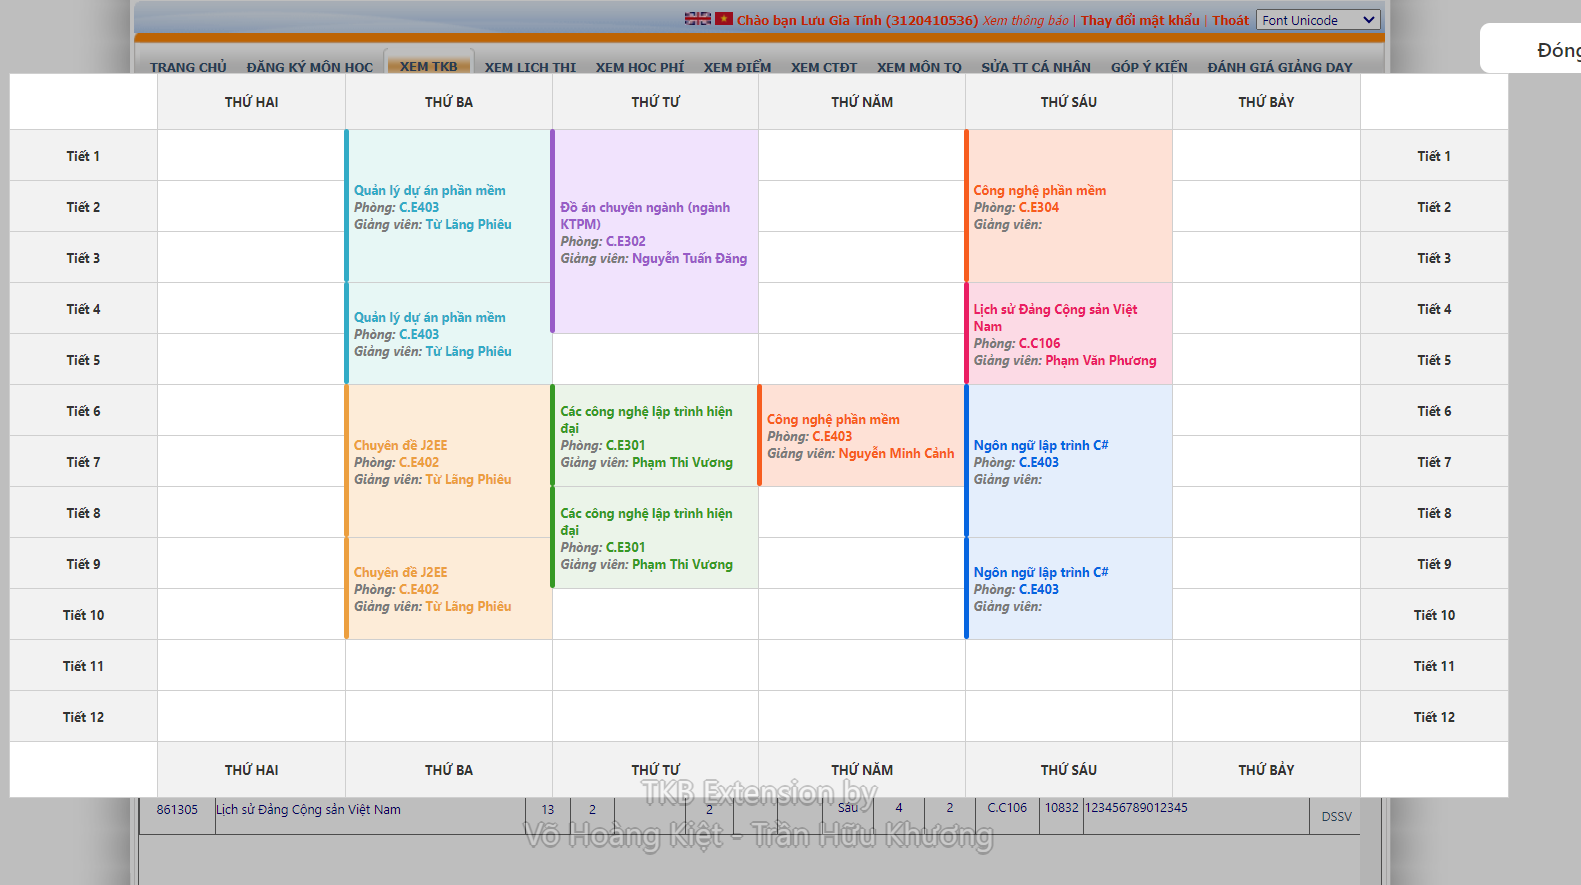 Chào bạn Lưu Gia Tính (3120410536) Xem thông báo | Thay đổi mật khẩu | Thoát Font Unicode
Đóng
TRANG CHỦ ĐĂNG KÝ MÔN HỌC XEM TKB XEM LỊCH THI XEM HỌC PHÍ XEM ĐIỂM XEM CTĐT XEM MÔN TQ SỬA TT CÁ NHÂN GÓP Ý KIẾN ĐÁNH GIÁ GIẢNG DẠY
THỨ HAI THỨ BA THỨ TƯ THỨ NĂM THỨ SÁU THỨ BẢY
Tiết 1 Tiết 1
Quản lý dự án phần mềm
Phòng: C.E403
Giảng viên: Từ Lãng Phiêu
Đồ án chuyên ngành (ngành
KTPM)
Phòng: C.E302
Giảng viên: Nguyễn Tuấn Đăng
Công nghệ phần mềm
Phòng: C.E304
Giảng viên:
Tiết 2 Tiết 2
Tiết 3 Tiết 3
Tiết 4 Tiết 4
Quản lý dự án phần mềm
Phòng: C.E403
Giảng viên: Từ Lãng Phiêu
Lịch sử Đảng Cộng sản Việt
Nam
Phòng: C.C106
Giảng viên: Phạm Văn Phương
Tiết 5 Tiết 5
Tiết 6 Tiết 6
Chuyên đề J2EE
Phòng: C.E402
Giảng viên: Từ Lãng Phiêu
Các công nghệ lập trình hiện
đại
Phòng: C.E301
Giảng viên: Phạm Thi Vương
Công nghệ phần mềm
Phòng: C.E403
Giảng viên: Nguyễn Minh Cảnh
Ngôn ngữ lập trình C#
Phòng: C.E403
Giảng viên:
Tiết 7 Tiết 7
Tiết 8 Tiết 8
Các công nghệ lập trình hiện
đại
Phòng: C.E301
Giảng viên: Phạm Thi Vương
Tiết 9 Tiết 9
Chuyên đề J2EE
Phòng: C.E402
Giảng viên: Từ Lãng Phiêu
Ngôn ngữ lập trình C#
Phòng: C.E403
Giảng viên:
Tiết 10 Tiết 10
Tiết 11 Tiết 11
Tiết 12 Tiết 12
THỨ HAI THỨ BA THỨ TƯ THỨ NĂM THỨ SÁU THỨ BẢY
TKB Extension by
861305 Lịch sử Đảng Cộng sản Việt Nam 13 2 2 Sáu 4 2 C.C106 10832 123456789012345 DSSV
Võ Hoàng Kiệt - Trần Hữu Khương